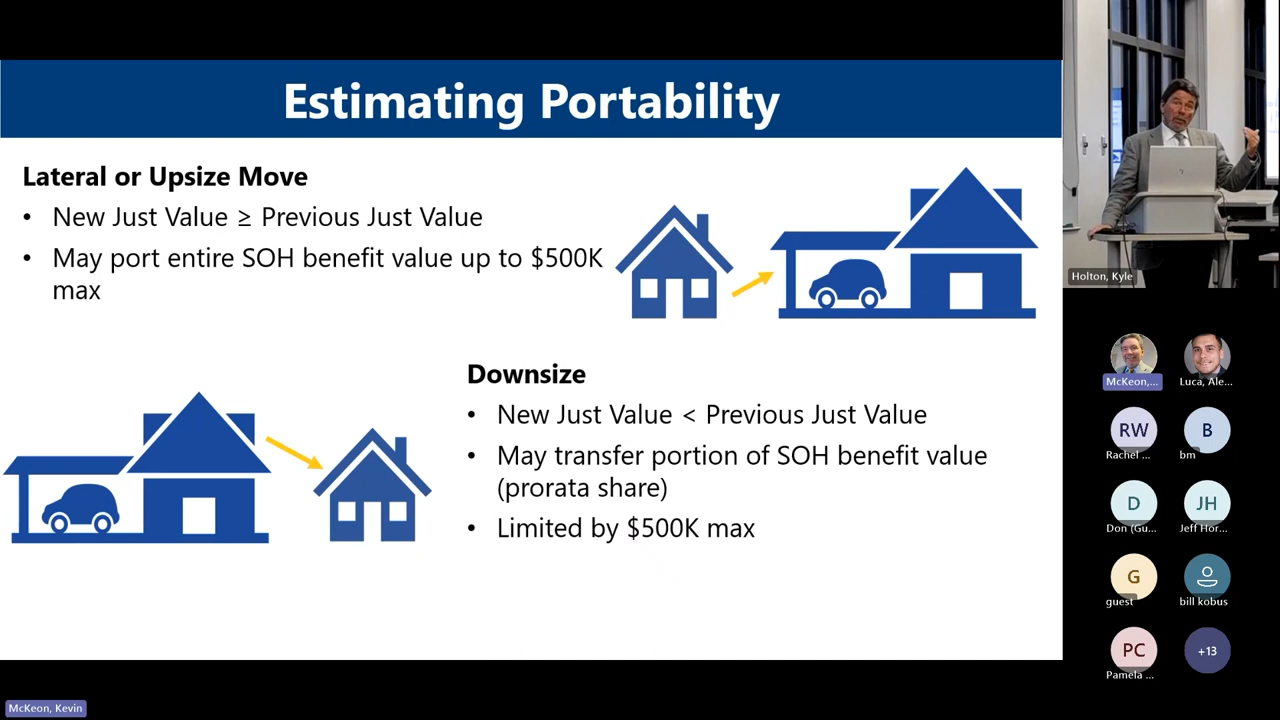 Estimating Portability
Lateral or Upsize Move
• New Just Value ≥ Previous Just Value
• May port entire SOH benefit value up to $500K
max
Downsize
• New Just Value < Previous Just Value
• May transfer portion of SOH benefit value
(prorata share)
• Limited by $500K max
Holton, Kyle
McKeon,...
Luca, Ale...
RW
Rachel ...
B
bm
D
Don (Gu...
JH
Jeff Hor...
G
guest
bill kobus
PC
Pamela ...
+13
McKeon, Kevin